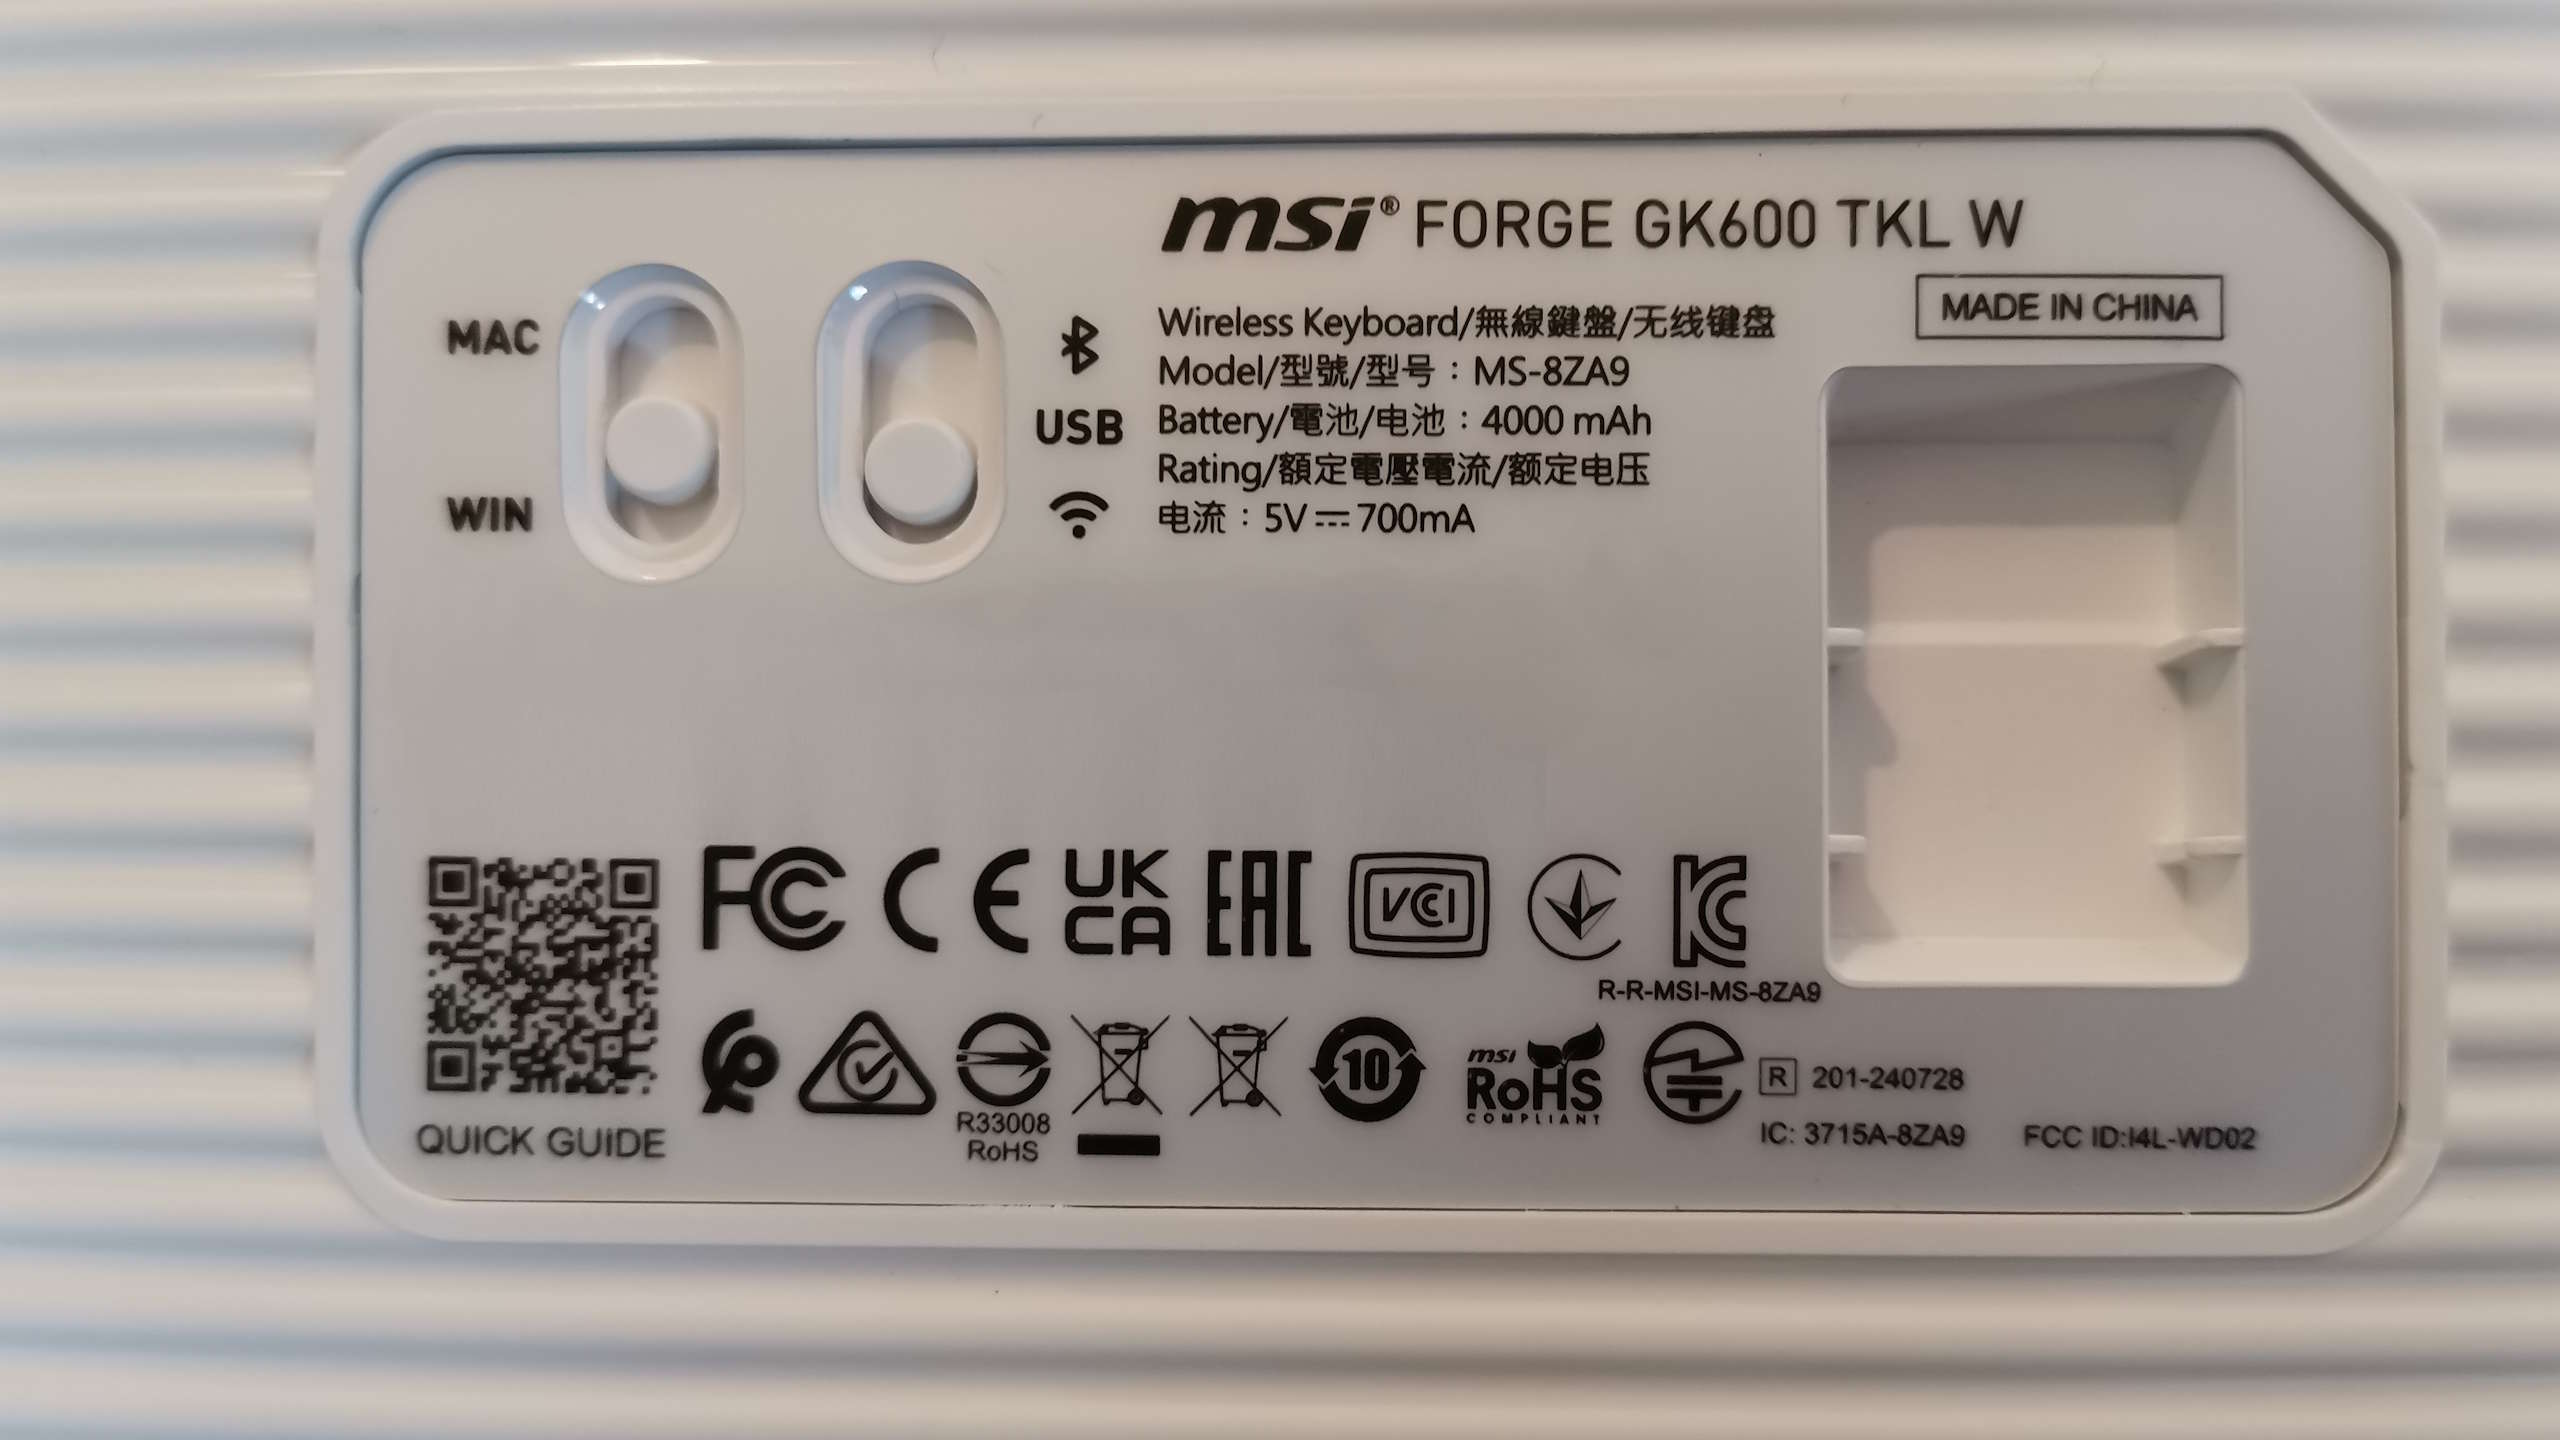 msi® FORGE GK600 TKL W
MADE IN CHINA
MAC
WIN
USB
Wireless Keyboard/無線鍵盤/无线键盘
Model/型號/型号：MS-8ZA9
Battery/電池/电池：4000 mAh
Rating/額定電壓電流/额定电压
电流：5V⎓700mA
QUICK GUIDE
FC CE UK CA EAC VCCI KC
R-R-MSI-MS-8ZA9
R33008
RoHS
10
msi
RoHS
COMPLIANT
R 201-240728
IC: 3715A-8ZA9
FCC ID:I4L-WD02